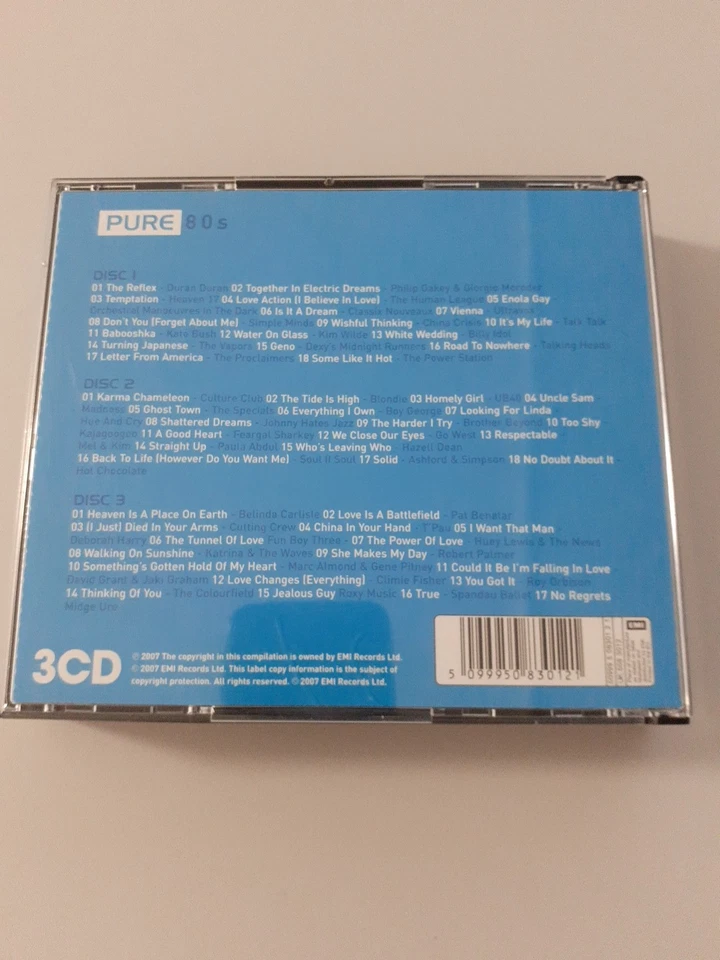 PURE 80s
DISC 1
01 The Reflex - Duran Duran 02 Together In Electric Dreams - Philip Oakey & Giorgio Moroder
03 Temptation - Heaven 17 04 Love Action (I Believe In Love) - The Human League 05 Enola Gay
Orchestral Manoeuvres In The Dark 06 Is It A Dream - Classix Nouveaux 07 Vienna - Ultravox
08 Don't You (Forget About Me) - Simple Minds 09 Wishful Thinking - China Crisis 10 It's My Life - Talk Talk
11 Babooshka - Kate Bush 12 Water On Glass - Kim Wilde 13 White Wedding - Billy Idol
14 Turning Japanese - The Vapors 15 Geno - Dexy's Midnight Runners 16 Road To Nowhere - Talking Heads
17 Letter From America - The Proclaimers 18 Some Like It Hot - The Power Station
DISC 2
01 Karma Chameleon - Culture Club 02 The Tide Is High - Blondie 03 Homely Girl - UB40 04 Uncle Sam
- Madness 05 Ghost Town - The Specials 06 Everything I Own - Boy George 07 Looking For Linda
Hue And Cry 08 Shattered Dreams - Johnny Hates Jazz 09 The Harder I Try - Brother Beyond 10 Too Shy
Kajagoogoo 11 A Good Heart - Feargal Sharkey 12 We Close Our Eyes - Go West 13 Respectable -
Mel & Kim 14 Straight Up - Paula Abdul 15 Who's Leaving Who - Hazell Dean
16 Back To Life (However Do You Want Me) - Soul II Soul 17 Solid - Ashford & Simpson 18 No Doubt About It -
Hot Chocolate
DISC 3
01 Heaven Is A Place On Earth - Belinda Carlisle 02 Love Is A Battlefield - Pat Benatar
03 (I Just) Died In Your Arms - Cutting Crew 04 China In Your Hand - T'Pau 05 I Want That Man -
Deborah Harry 06 The Tunnel Of Love Fun Boy Three - 07 The Power Of Love - Huey Lewis & The News
08 Walking On Sunshine - Katrina & The Waves 09 She Makes My Day - Robert Palmer
10 Something's Gotten Hold Of My Heart - Marc Almond & Gene Pitney 11 Could It Be I'm Falling In Love
David Grant & Jaki Graham 12 Love Changes (Everything) - Climie Fisher 13 You Got It - Roy Orbison
14 Thinking Of You - The Colourfield 15 Jealous Guy Roxy Music 16 True - Spandau Ballet 17 No Regrets
Midge Ure
3CD
℗ 2007 The copyright in this compilation is owned by EMI Records Ltd.
© 2007 EMI Records Ltd. This label copy information is the subject of
copyright protection. All rights reserved. © 2007 EMI Records Ltd.
5 099950 830121
EMI